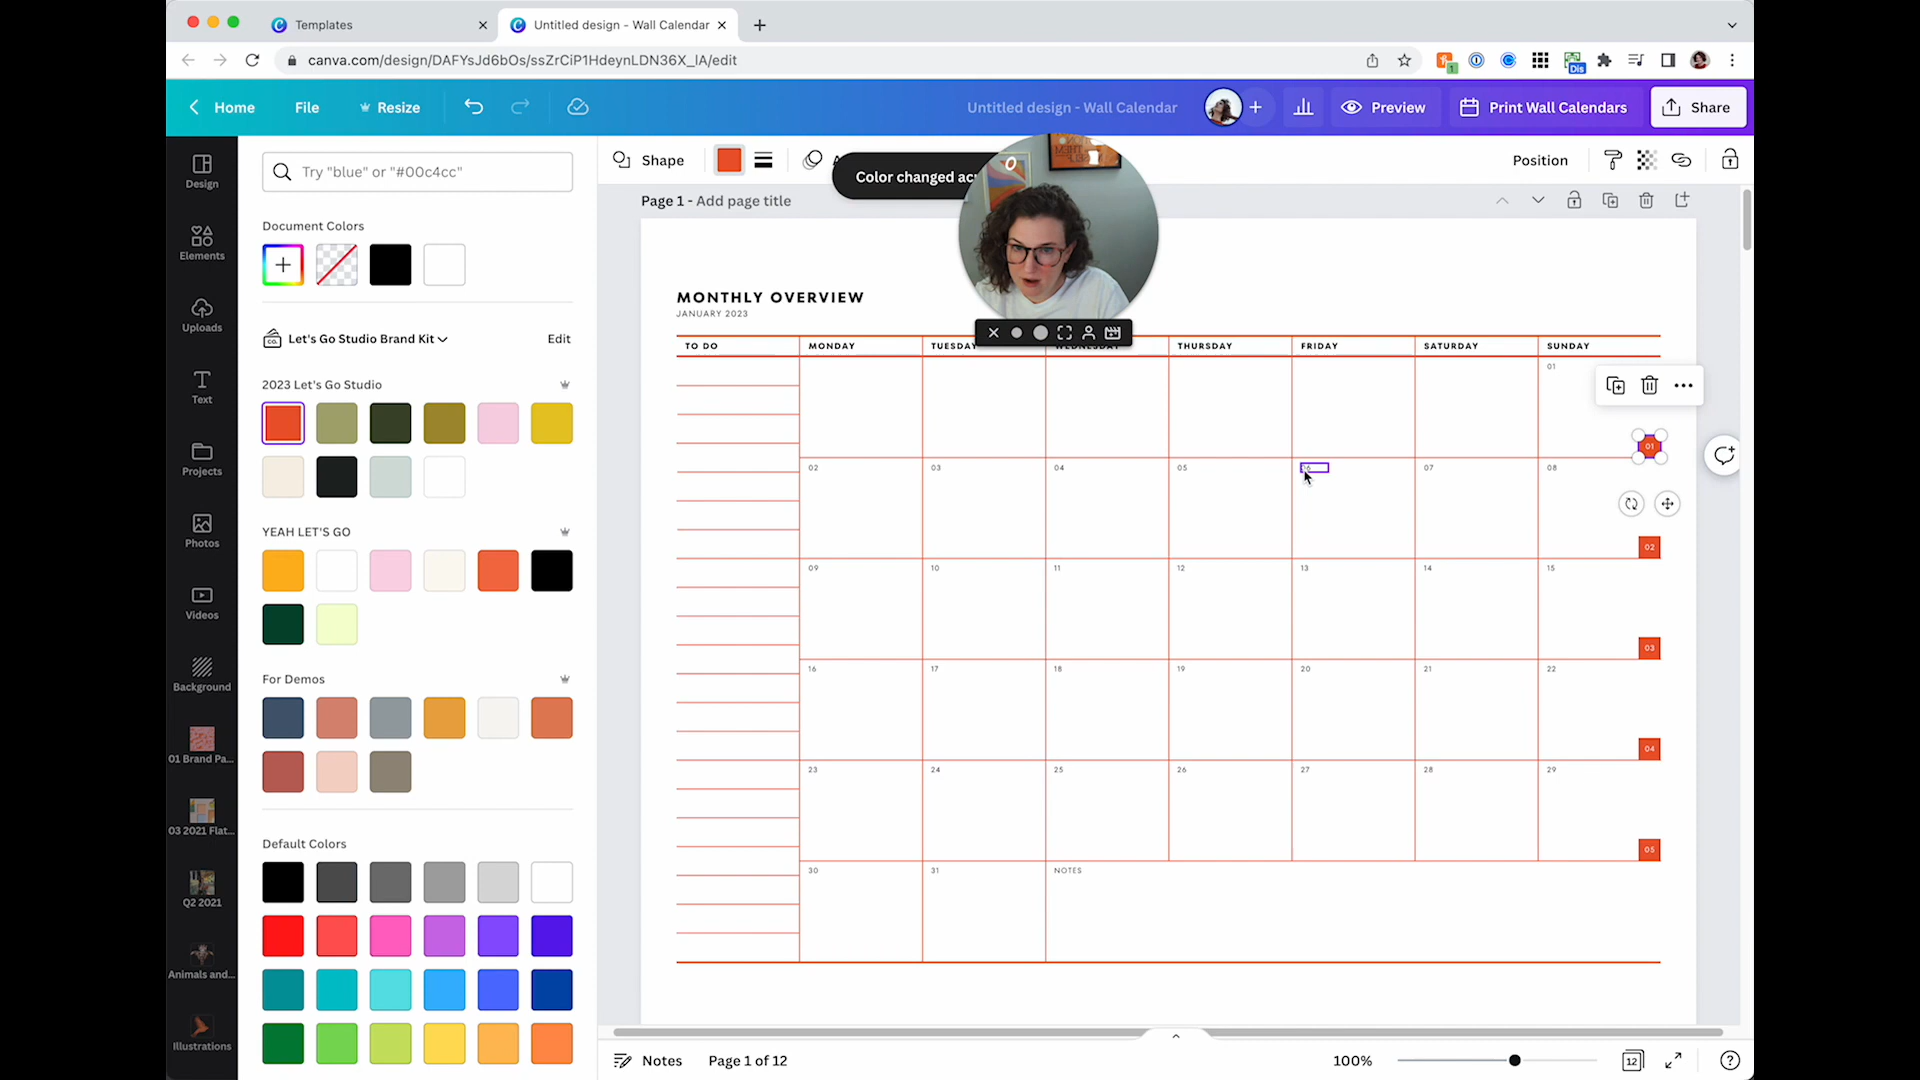 Templates
Untitled design - Wall Calendar
canva.com/design/DAFYsJd6bOs/ssZrCiP1HdeynLDN36X_lA/edit
1
Dis
Home
File
Resize
Untitled design - Wall Calendar
Preview
Print Wall Calendars
Share
Design
Elements
Uploads
Text
Projects
Photos
Videos
Background
01 Brand Pa...
03 2021 Flat...
Q2 2021
Animals and...
Illustrations
Try "blue" or "#00c4cc"
Document Colors
Let's Go Studio Brand Kit
Edit
2023 Let's Go Studio
YEAH LET'S GO
For Demos
Default Colors
Shape
Color changed
Position
Page 1 - Add page title
MONTHLY OVERVIEW
JANUARY 2023
TO DO MONDAY TUESDAY WEDNESDAY THURSDAY FRIDAY SATURDAY SUNDAY
01
01
02 03 04 05 06 07 08
02
09 10 11 12 13 14 15
03
16 17 18 19 20 21 22
04
23 24 25 26 27 28 29
05
30 31 NOTES
Notes
Page 1 of 12
100%
12